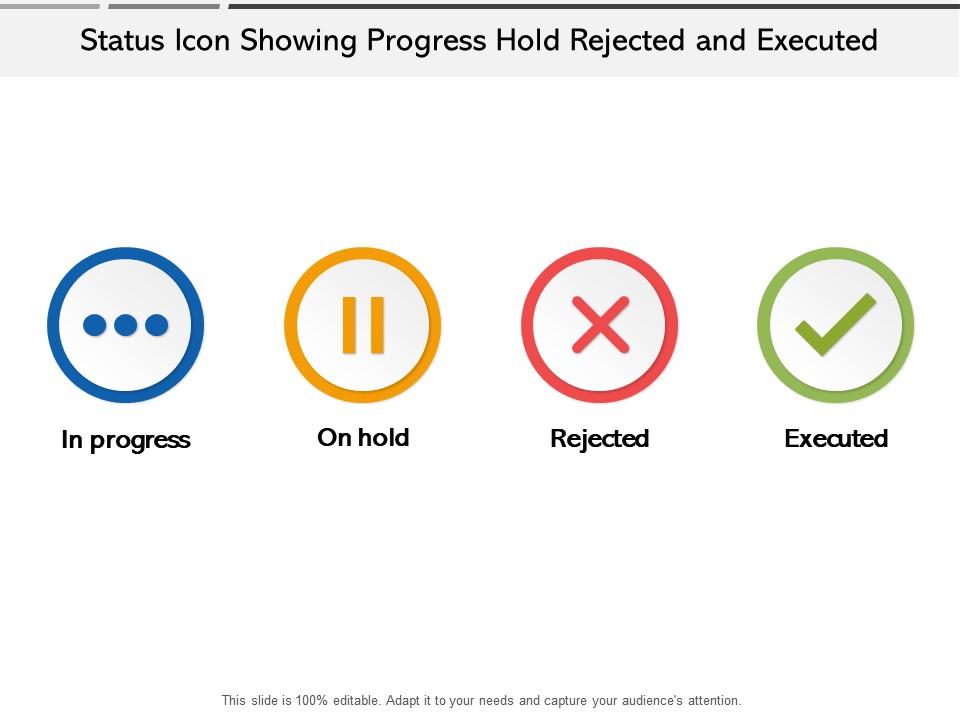 Status Icon Showing Progress Hold Rejected and Executed
In progress
On hold
Rejected
Executed
This slide is 100% editable. Adapt it to your needs and capture your audience's attention.